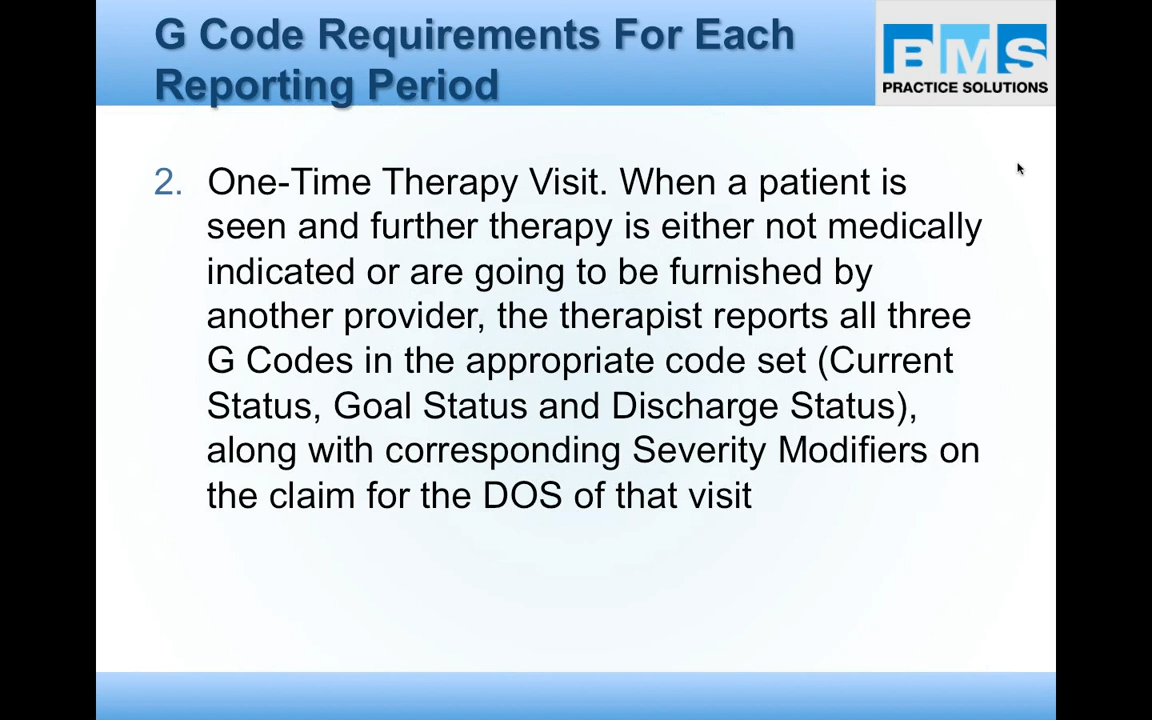 G Code Requirements For Each
Reporting Period
BMS
PRACTICE SOLUTIONS
2. One-Time Therapy Visit. When a patient is
seen and further therapy is either not medically
indicated or are going to be furnished by
another provider, the therapist reports all three
G Codes in the appropriate code set (Current
Status, Goal Status and Discharge Status),
along with corresponding Severity Modifiers on
the claim for the DOS of that visit